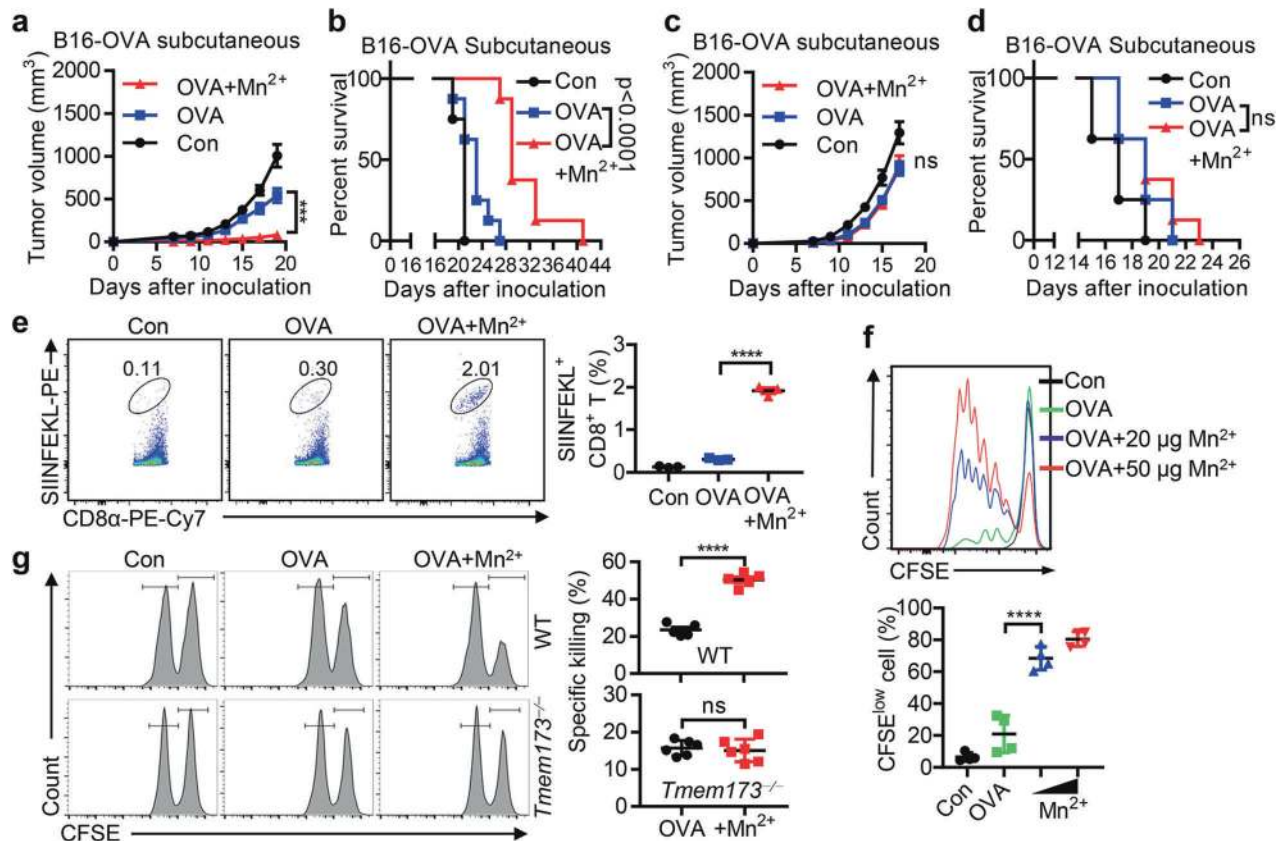 a
B16-OVA subcutaneous
Tumor volume (mm³)
2000
1500
1000
500
0
OVA+Mn²⁺
OVA
Con
***
0 5 10 15 20
Days after inoculation
b
B16-OVA Subcutaneous
Percent survival
100
50
0
Con
OVA
OVA
+Mn²⁺
p<0.0001
0 16 16 20 24 28 32 36 40 44
Days after inoculation
c
B16-OVA subcutaneous
Tumor volume (mm³)
2000
1500
1000
500
0
OVA+Mn²⁺
OVA
Con
ns
0 5 10 15 20
Days after inoculation
d
B16-OVA Subcutaneous
Percent survival
100
50
0
Con
OVA
OVA
+Mn²⁺
ns
0 12 14 16 18 20 22 24 26
Days after inoculation
e
Con OVA OVA+Mn²⁺
0.11 0.30 2.01
SIINFEKL-PE
CD8α-PE-Cy7
SIINFEKL⁺
CD8⁺ T (%)
3
2
1
0
****
Con OVA OVA
+Mn²⁺
f
Count
CFSE
Con
OVA
OVA+20 µg Mn²⁺
OVA+50 µg Mn²⁺
CFSElow cell (%)
100
80
60
40
20
0
****
Con OVA Mn²⁺
g
Con OVA OVA+Mn²⁺
WT
Tmem173⁻/⁻
Count
CFSE
Specific killing (%)
60
40
20
0
****
WT
30
20
15
10
5
0
ns
Tmem173⁻/⁻
OVA +Mn²⁺